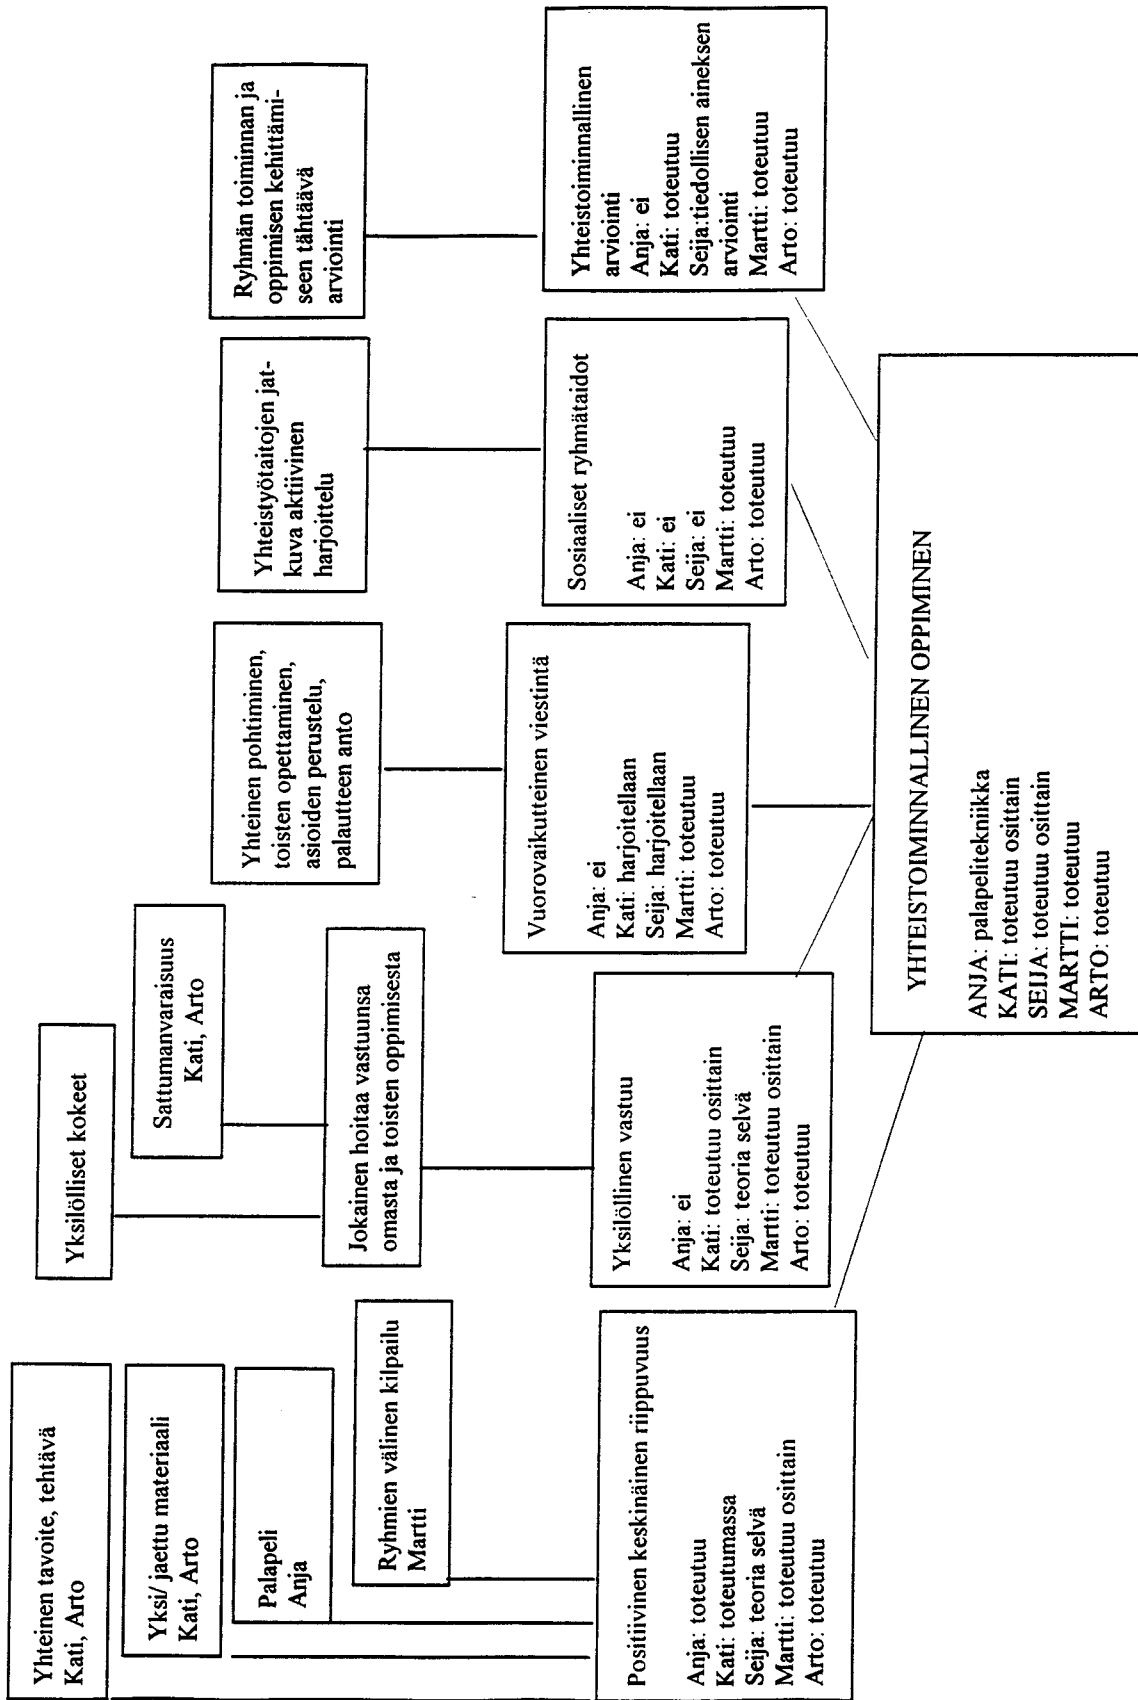 Yhteinen tavoite, tehtävä
Kati, Arto
Yksi/ jaettu materiaali
Kati, Arto
Palapeli
Anja
Ryhmien välinen kilpailu
Martti
Positiivinen keskinäinen riippuvuus
Anja: toteutuu
Kati: toteutumassa
Seija: teoria selvä
Martti: toteutuu osittain
Arto: toteutuu
Yksilölliset kokeet
Sattumanvaraisuus
Kati, Arto
Jokainen hoitaa vastuunsa
omasta ja toisten oppimisesta
Yksilöllinen vastuu
Anja: ei
Kati: toteutuu osittain
Seija: teoria selvä
Martti: toteutuu osittain
Arto: toteutuu
Yhteinen pohtiminen,
toisten opettaminen,
asioiden perustelu,
palautteen anto
Vuorovaikutteinen viestintä
Anja: ei
Kati: harjoitellaan
Seija: harjoitellaan
Martti: toteutuu
Arto: toteutuu
Yhteistyötaitojen jat-
kuva aktiivinen
harjoittelu
Sosiaaliset ryhmätaidot
Anja: ei
Kati: ei
Seija: ei
Martti: toteutuu
Arto: toteutuu
Ryhmän toiminnan ja
oppimisen kehittämi-
seen tähtäävä
arviointi
Yhteistoiminnallinen
arviointi
Anja: ei
Kati: toteutuu
Seija:tiedollisen aineksen
arviointi
Martti: toteutuu
Arto: toteutuu
YHTEISTOIMINNALLINEN OPPIMINEN
ANJA: palapelitekniikka
KATI: toteutuu osittain
SEIJA: toteutuu osittain
MARTTI: toteutuu
ARTO: toteutuu